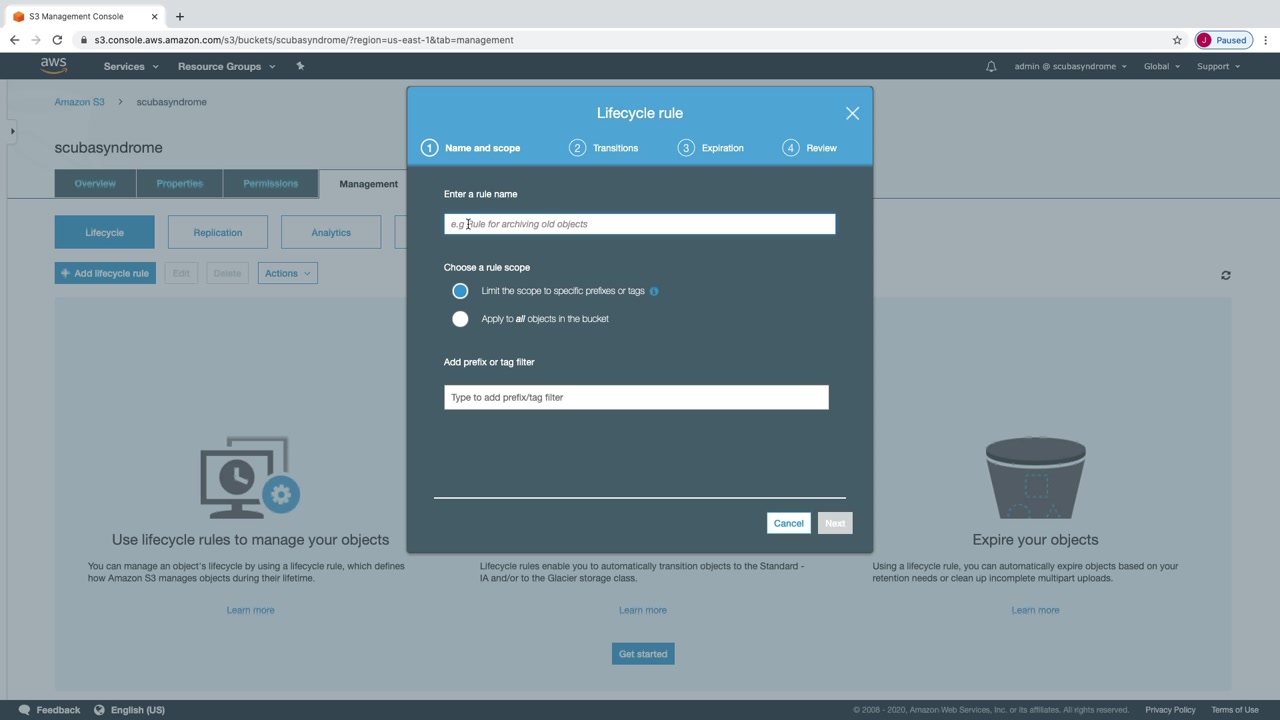 S3 Management Console
s3.console.aws.amazon.com/s3/buckets/scubasyndrome/?region=us-east-1&tab=management
J Paused
aws Services Resource Groups admin @ scubasyndrome Global Support
Amazon S3 > scubasyndrome
scubasyndrome
Overview Properties Permissions Management
Lifecycle Replication Analytics
+ Add lifecycle rule Edit Delete Actions
Lifecycle rule
1 Name and scope 2 Transitions 3 Expiration 4 Review
Enter a rule name
e.g Rule for archiving old objects
Choose a rule scope
Limit the scope to specific prefixes or tags
Apply to all objects in the bucket
Add prefix or tag filter
Type to add prefix/tag filter
Cancel Next
Use lifecycle rules to manage your objects
You can manage an object's lifecycle by using a lifecycle rule, which defines
how Amazon S3 manages objects during their lifetime.
Learn more
Lifecycle rules enable you to automatically transition objects to the Standard -
IA and/or to the Glacier storage class.
Learn more
Expire your objects
Using a lifecycle rule, you can automatically expire objects based on your
retention needs or clean up incomplete multipart uploads.
Learn more
Get started
Feedback English (US) © 2008 - 2020, Amazon Web Services, Inc. or its affiliates. All rights reserved. Privacy Policy Terms of Use